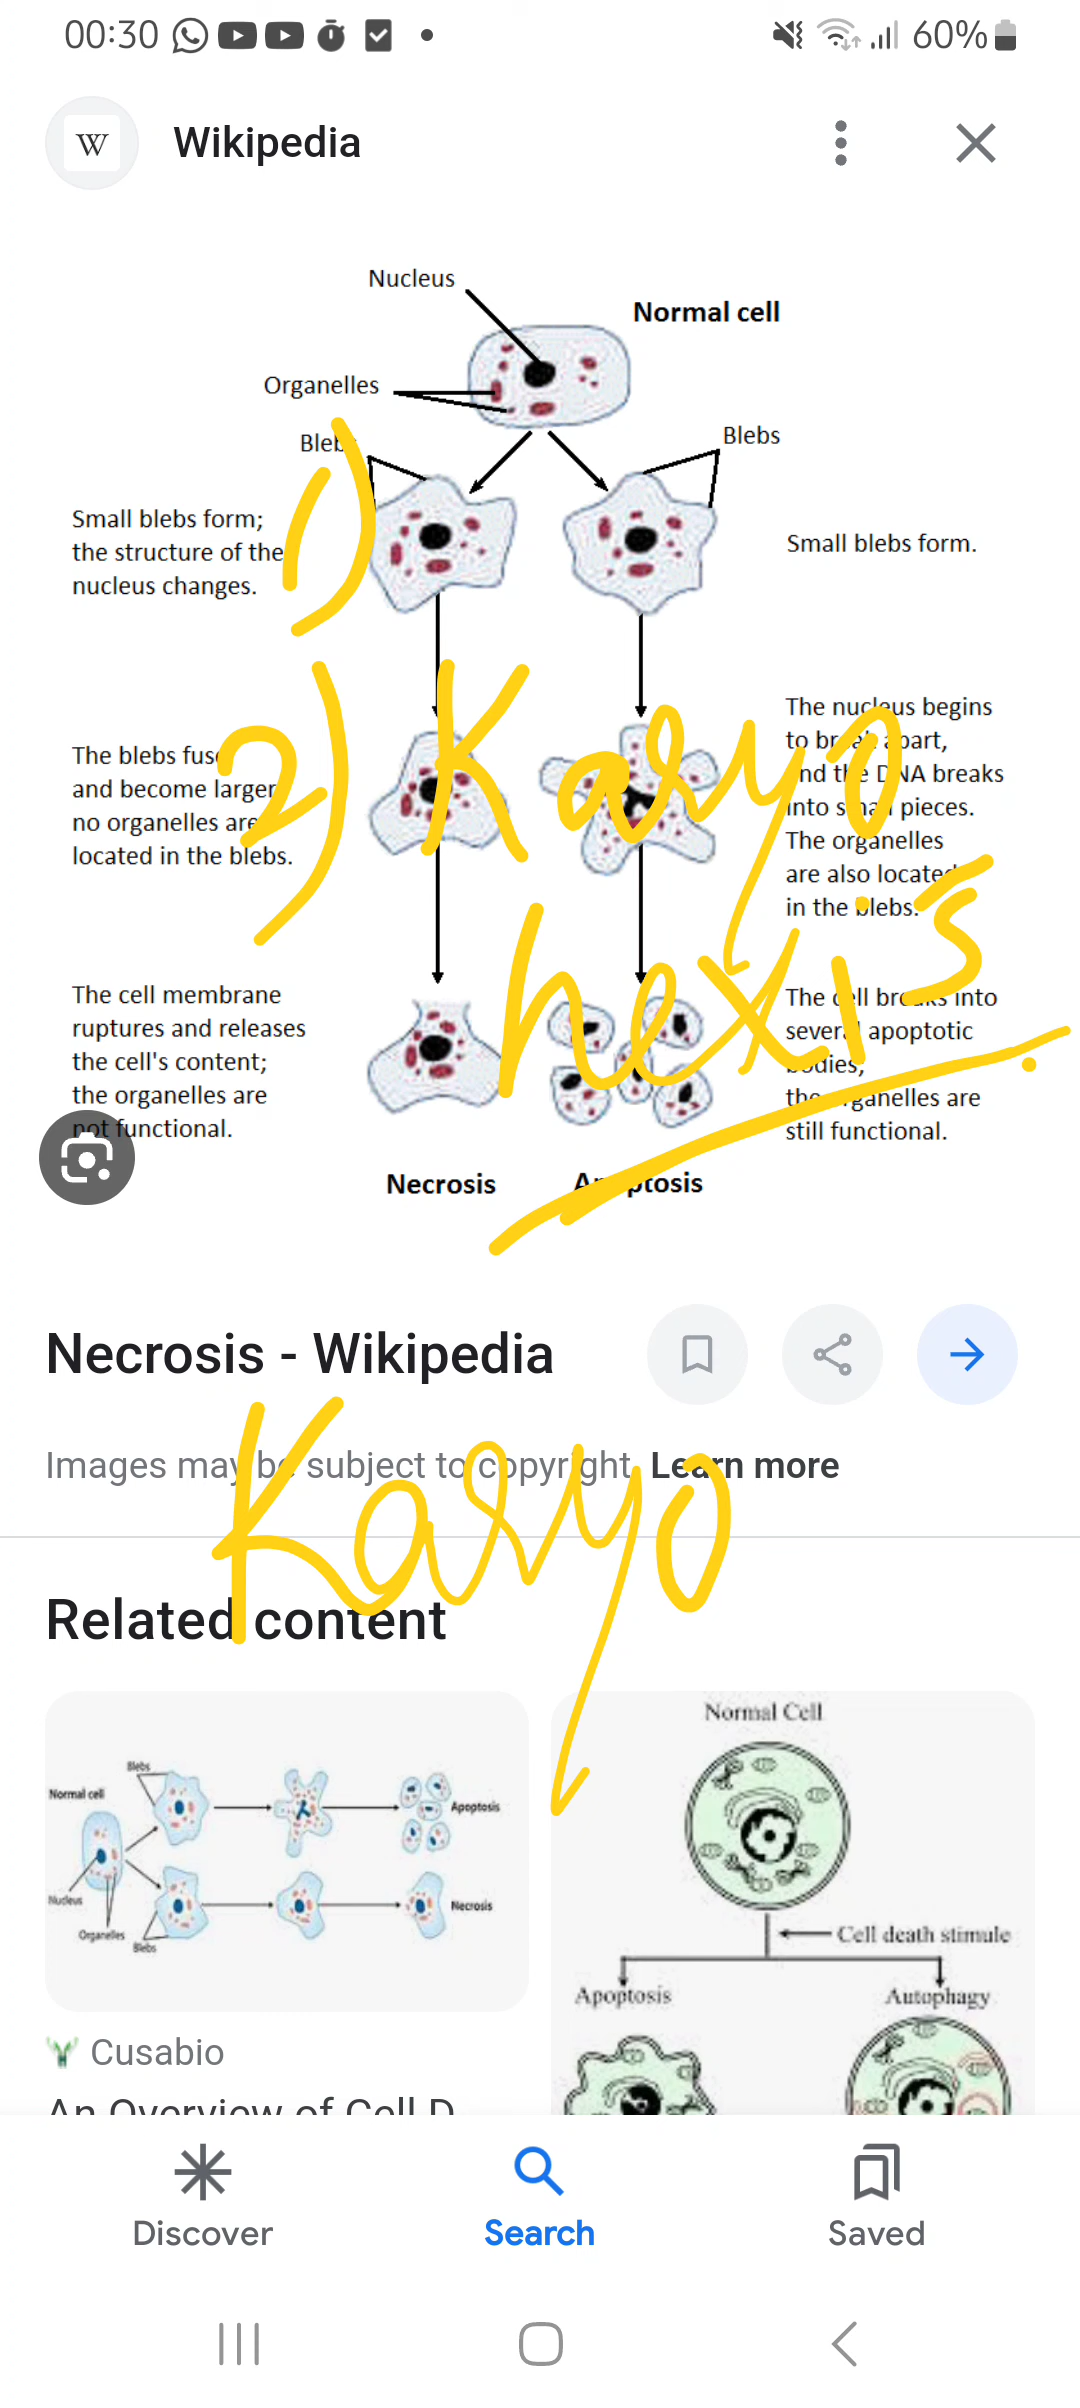 00:30
60%
W
Wikipedia
Nucleus
Normal cell
Organelles
Blebs
Blebs
Small blebs form;
the structure of the
nucleus changes.
1)
Small blebs form.
The blebs fuse
and become larger
no organelles are
located in the blebs.
2) Karyo
hexis
The nucleus begins
to break apart,
and the DNA breaks
into small pieces.
The organelles
are also located
in the blebs.
The cell membrane
ruptures and releases
the cell's content;
the organelles are
not functional.
The cell breaks into
several apoptotic
bodies;
the organelles are
still functional.
Necrosis
Apoptosis
Necrosis - Wikipedia
Images may be subject to copyright. Learn more
Karyo
Related content
Normal cell
Blebs
Nucleus
Organelles
Blebs
Apoptosis
Necrosis
Normal Cell
Cell death stimule
Apoptosis
Autophagy
Cusabio
An Overview of Cell D
Discover
Search
Saved